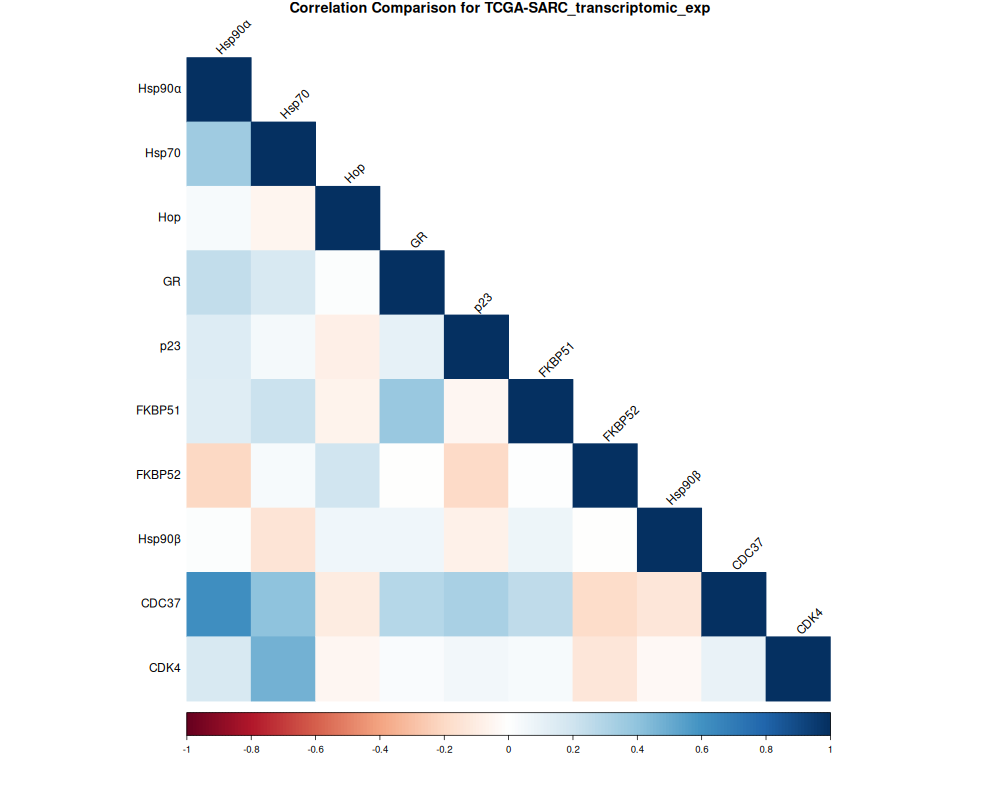 Correlation Comparison for TCGA-SARC_transcriptomic_exp
Hsp90α
Hsp90α
Hsp70
Hsp70
Hop
Hop
GR
GR
p23
p23
FKBP51
FKBP51
FKBP52
FKBP52
Hsp90β
Hsp90β
CDC37
CDC37
CDK4
CDK4
-1 -0.8 -0.6 -0.4 -0.2 0 0.2 0.4 0.6 0.8 1